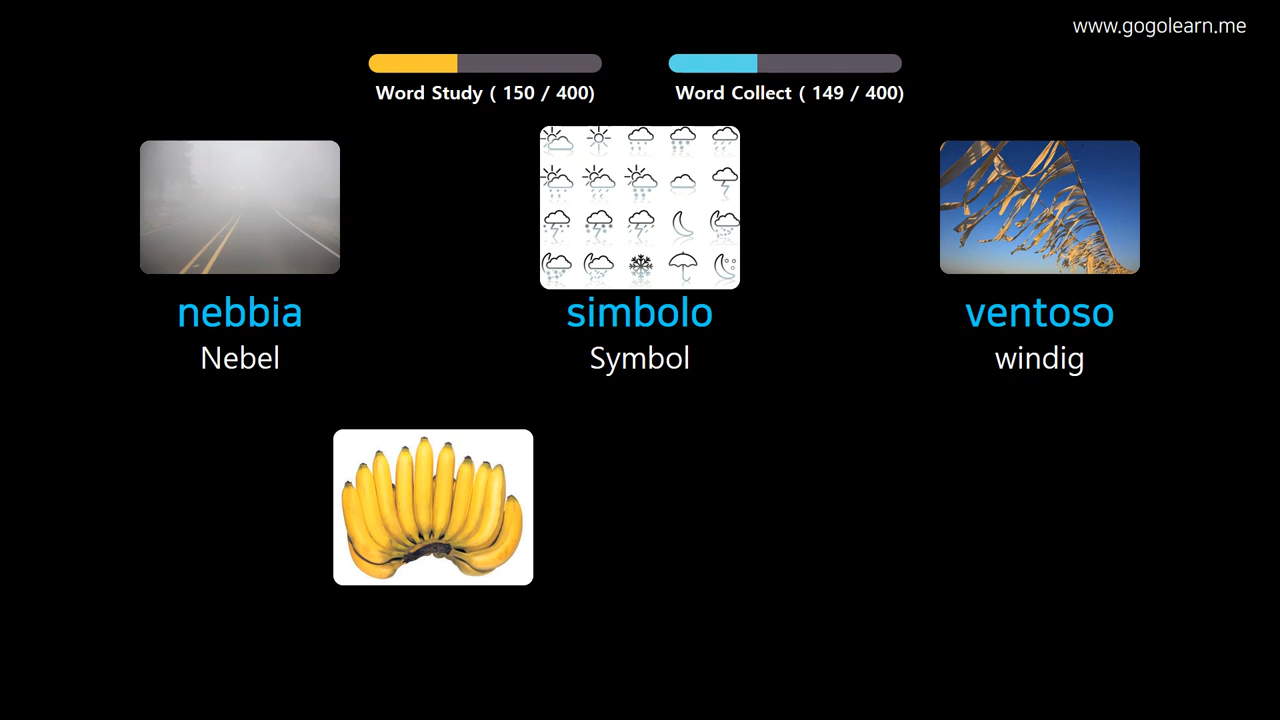 www.gogolearn.me
Word Study ( 150 / 400)
Word Collect ( 149 / 400)
nebbia
Nebel
simbolo
Symbol
ventoso
windig